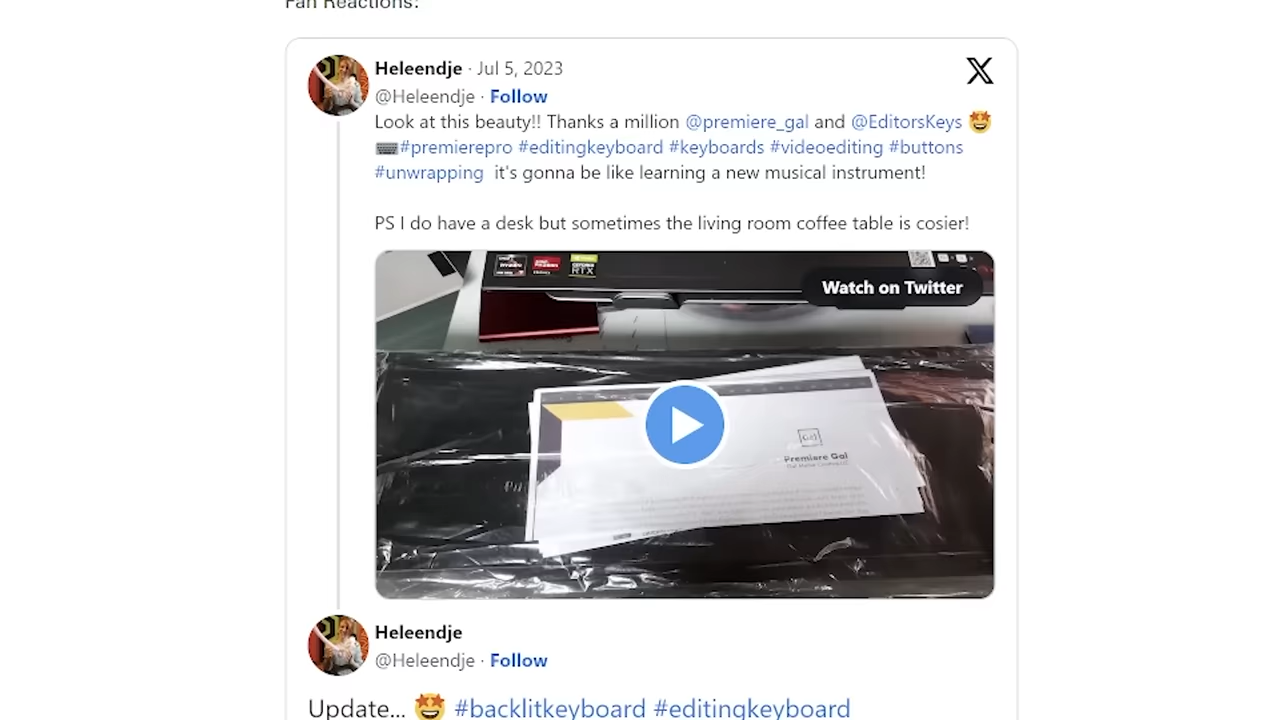 Fan Reactions:
Heleendje · Jul 5, 2023
@Heleendje · Follow
Look at this beauty!! Thanks a million @premiere_gal and @EditorsKeys 🤩
⌨️#premierepro #editingkeyboard #keyboards #videoediting #buttons
#unwrapping it's gonna be like learning a new musical instrument!
PS I do have a desk but sometimes the living room coffee table is cosier!
RTX
Watch on Twitter
Gal
Premiere Gal
Heleendje
@Heleendje · Follow
Update... 🤩 #backlitkeyboard #editingkeyboard